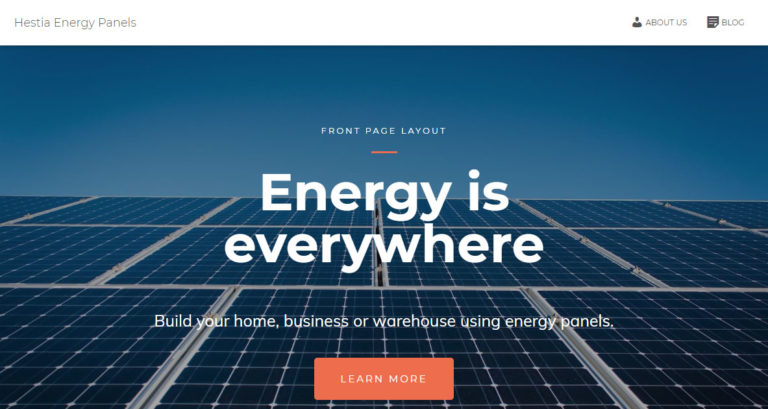 Hestia Energy Panels
ABOUT US
BLOG
FRONT PAGE LAYOUT
Energy is
everywhere
Build your home, business or warehouse using energy panels.
LEARN MORE